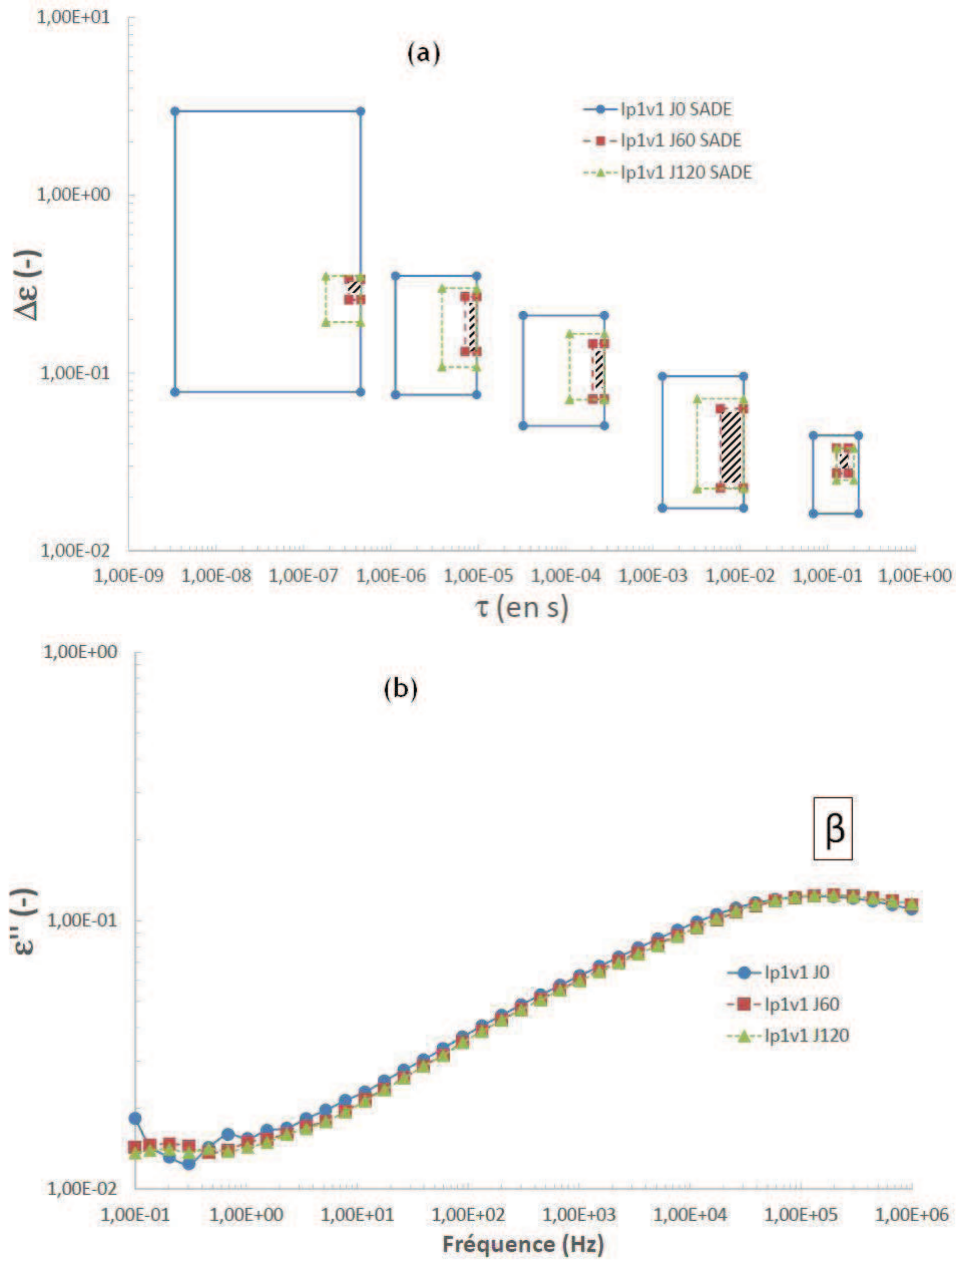 1,00E+01
(a)
Ip1v1 J0 SADE
Ip1v1 J60 SADE
Ip1v1 J120 SADE
1,00E+00
Δε (-)
1,00E-01
1,00E-02
1,00E-09 1,00E-08 1,00E-07 1,00E-06 1,00E-05 1,00E-04 1,00E-03 1,00E-02 1,00E-01 1,00E+00
τ (en s)
1,00E+00
(b)
β
ε'' (-)
1,00E-01
Ip1v1 J0
Ip1v1 J60
Ip1v1 J120
1,00E-02
1,00E-01 1,00E+00 1,00E+01 1,00E+02 1,00E+03 1,00E+04 1,00E+05 1,00E+06
Fréquence (Hz)